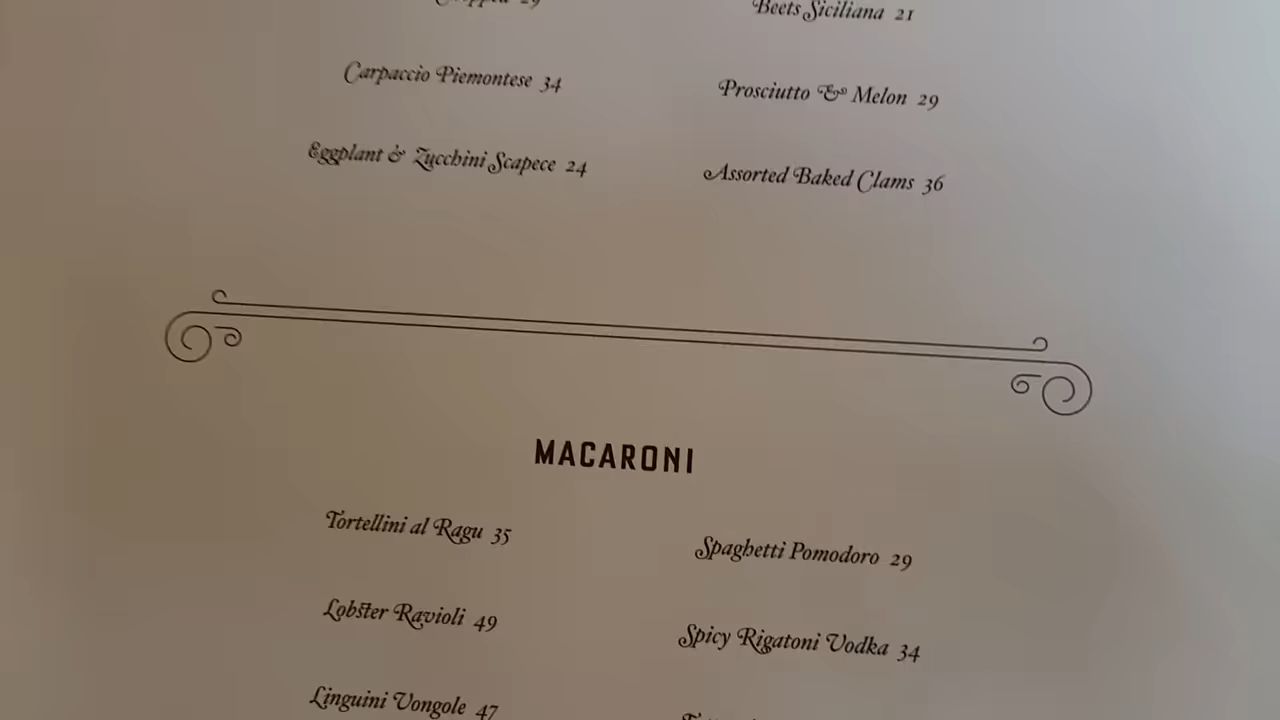 Beets Siciliana 21
Carpaccio Piemontese 34
Prosciutto & Melon 29
Eggplant & Zucchini Scapece 24
Assorted Baked Clams 36
MACARONI
Tortellini al Ragu 35
Spaghetti Pomodoro 29
Lobster Ravioli 49
Spicy Rigatoni Vodka 34
Linguini Vongole 47